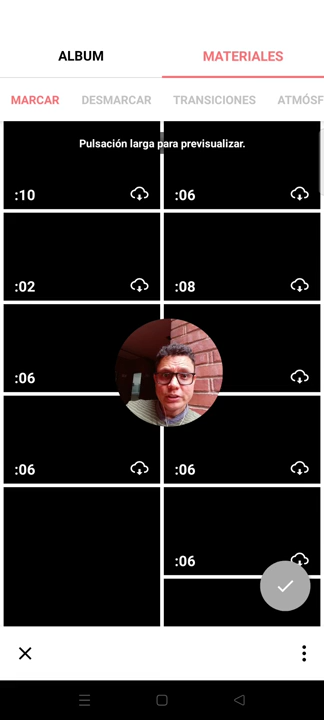 ALBUM MATERIALES
MARCAR DESMARCAR TRANSICIONES ATMÓSF
Pulsación larga para previsualizar.
:10 :06
:02 :08
:06
:06 :06
:06